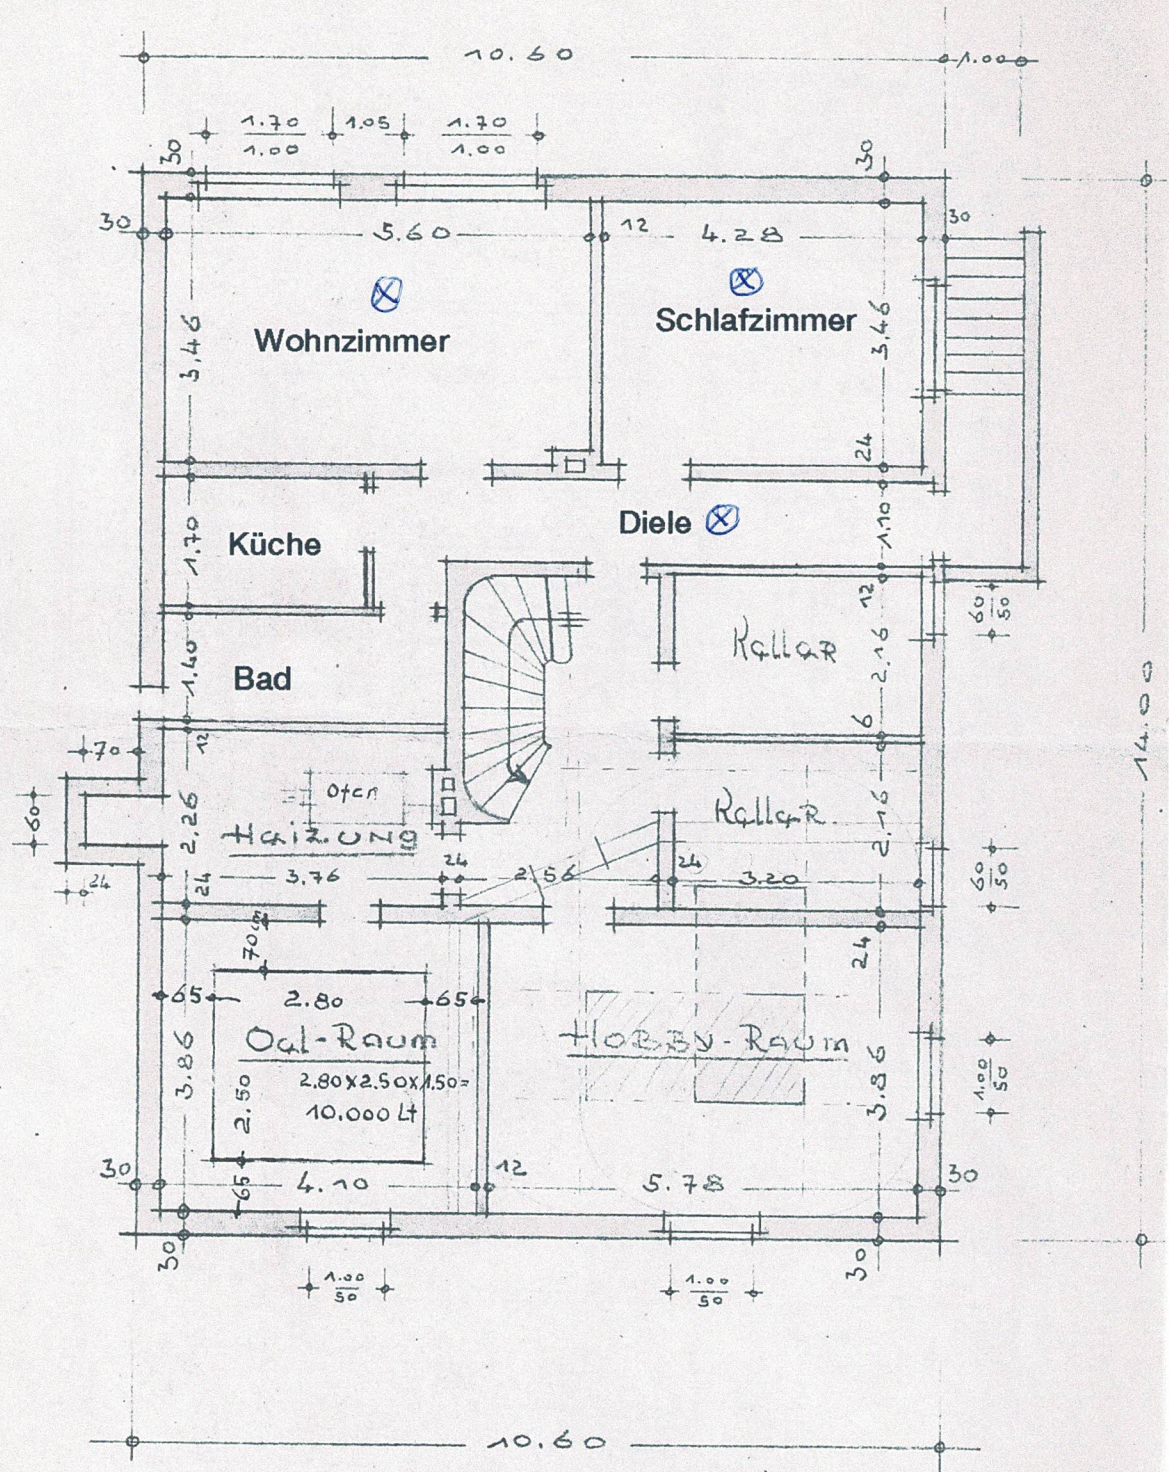 10.60
1.00
1.70 1.05 1.70
1.00 1.00
30 30
30 5.60 12 4.28 30
Wohnzimmer
Schlafzimmer
3.46 3.46
24
Diele
Küche
1.70 1.10
12
60
50
Kellar
2.16
Bad
1.40
12 6
70
14.00
Ofen
Kellar
60 2.26 2.16
Haizung
24 3.76 24 2.56 24 3.20
60
50
24
70cm 24
65 2.80 65
Oel-Raum
Hobby-Raum
3.86 3.86
2.80x2.50x1.50=
2.50 10.000 Lt
1.00
50
30 4.10 12 5.78 30
65
30 30
1.00 1.00
50 50
10.60